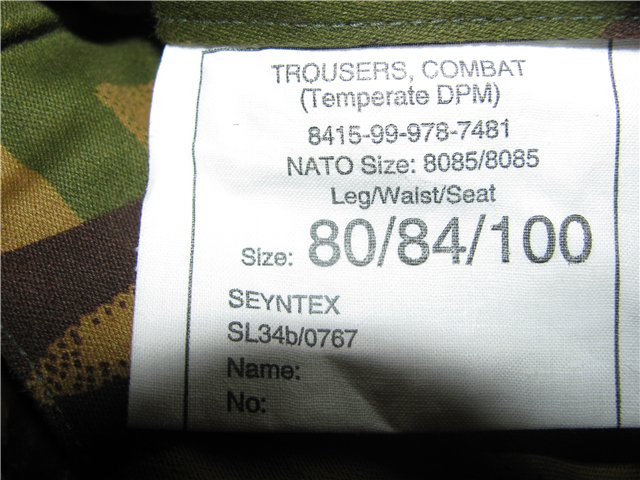 TROUSERS, COMBAT
(Temperate DPM)
8415-99-978-7481
NATO Size: 8085/8085
Leg/Waist/Seat
Size: 80/84/100
SEYNTEX
SL34b/0767
Name:
No: